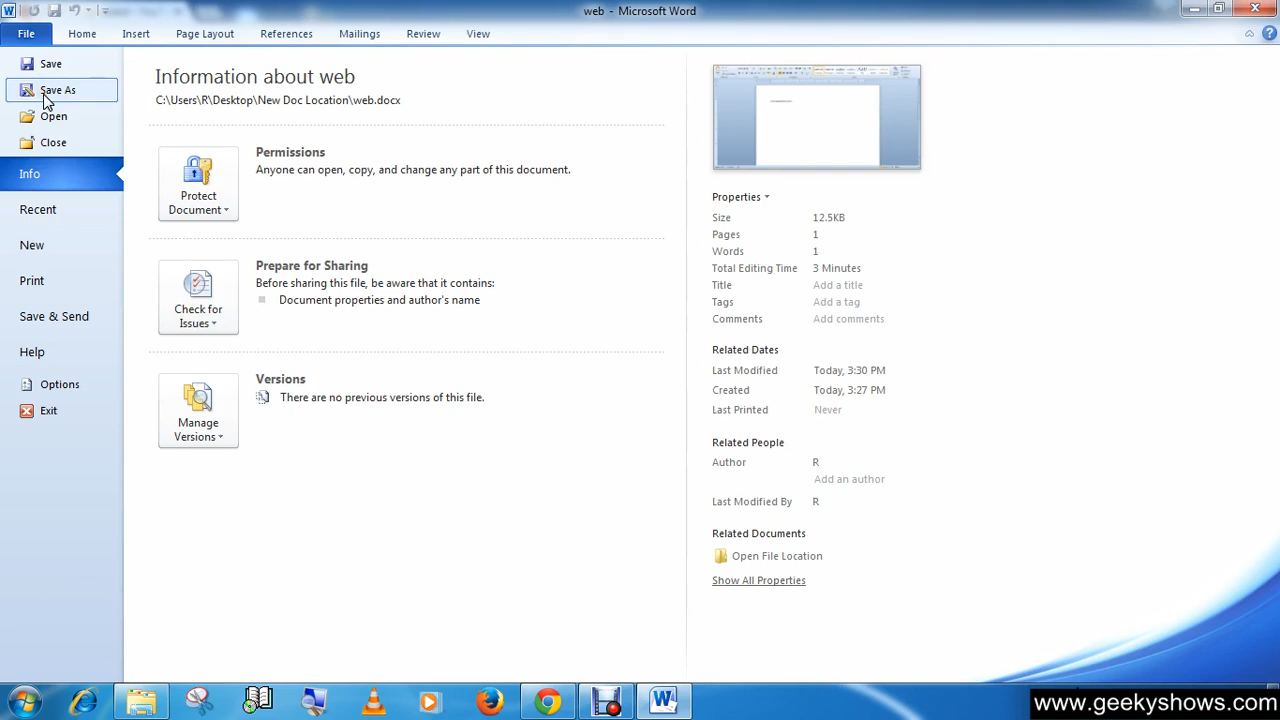 web - Microsoft Word
File Home Insert Page Layout References Mailings Review View
Save
Save As
Open
Close
Info
Recent
New
Print
Save & Send
Help
Options
Exit
Information about web
C:\Users\R\Desktop\New Doc Location\web.docx
Protect Document
Permissions
Anyone can open, copy, and change any part of this document.
Check for Issues
Prepare for Sharing
Before sharing this file, be aware that it contains:
Document properties and author's name
Manage Versions
Versions
There are no previous versions of this file.
Properties
Size 12.5KB
Pages 1
Words 1
Total Editing Time 3 Minutes
Title Add a title
Tags Add a tag
Comments Add comments
Related Dates
Last Modified Today, 3:30 PM
Created Today, 3:27 PM
Last Printed Never
Related People
Author R
Add an author
Last Modified By R
Related Documents
Open File Location
Show All Properties
www.geekyshows.com